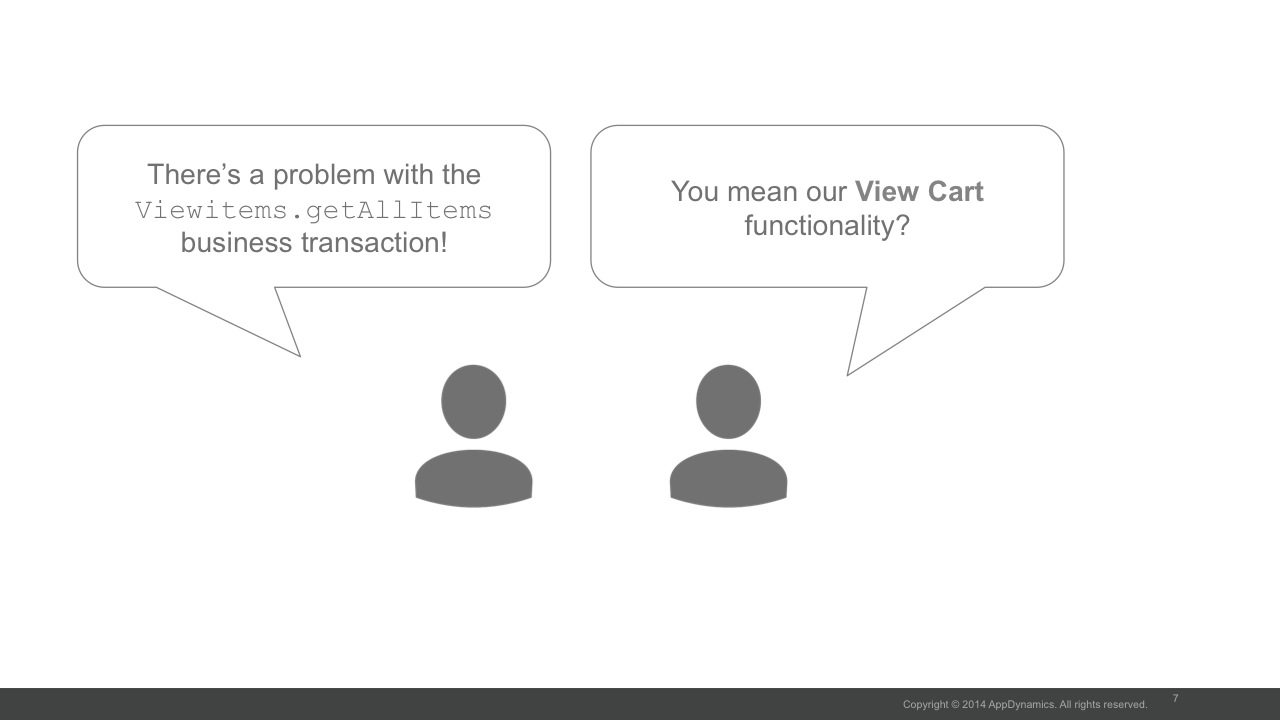 There’s a problem with the
Viewitems.getAllItems
business transaction!
You mean our View Cart
functionality?
Copyright © 2014 AppDynamics. All rights reserved.
7